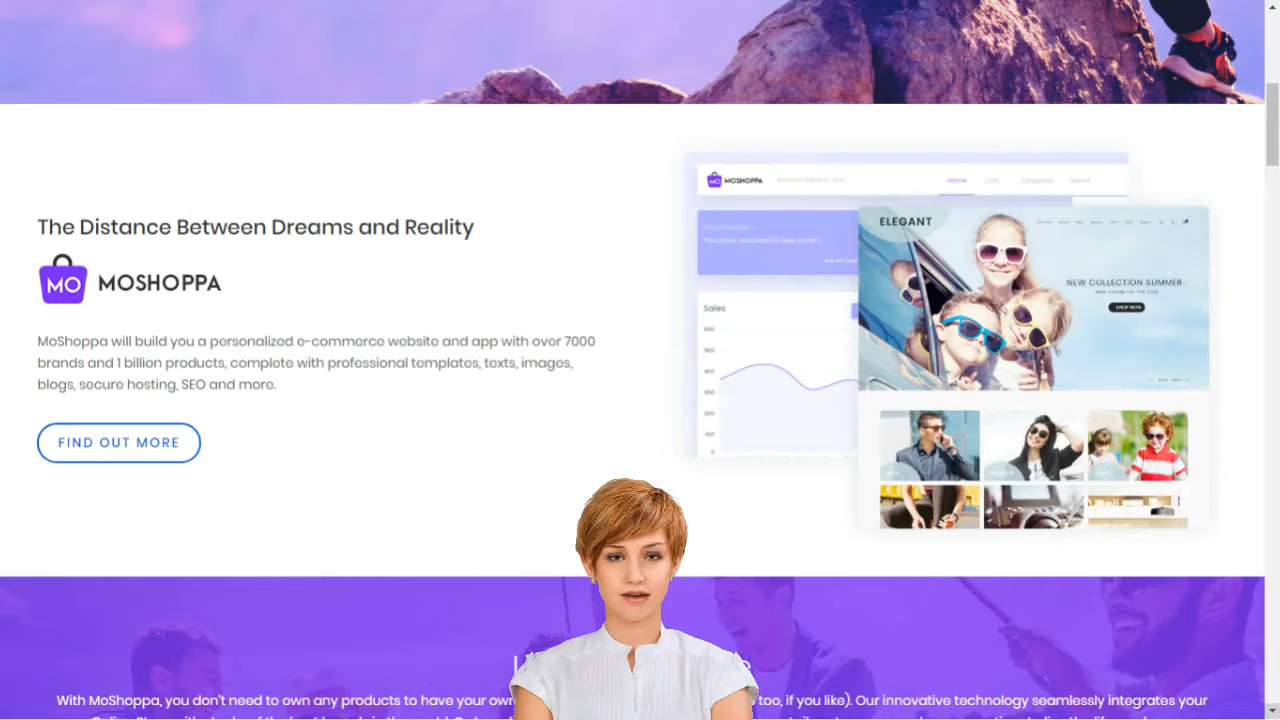 The Distance Between Dreams and Reality
MO MOSHOPPA
MoShoppa will build you a personalized e-commerce website and app with over 7000
brands and 1 billion products, complete with professional templates, texts, images,
blogs, secure hosting, SEO and more.
FIND OUT MORE
MO MOSHOPPA
Home
Sales
ELEGANT
NEW COLLECTION SUMMER
SHOP NOW
With MoShoppa, you don't need to own any products to have your own
too, if you like). Our innovative technology seamlessly integrates your